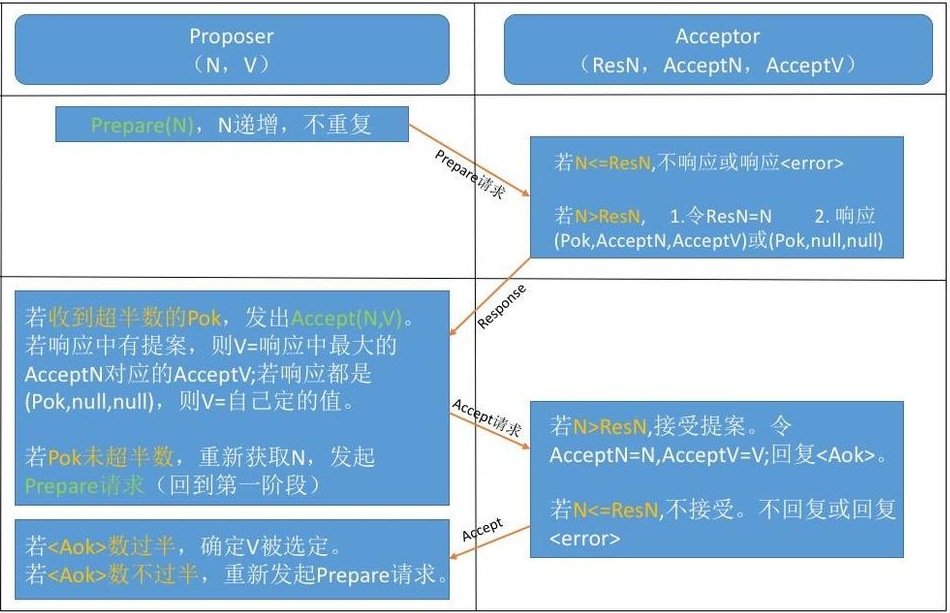 Proposer
（N，V）
Acceptor
（ResN，AcceptN，AcceptV）
Prepare(N)，N递增，不重复
Prepare请求
若N<=ResN,不响应或响应<error>
若N>ResN,　1.令ResN=N　2. 响应
(Pok,AcceptN,AcceptV)或(Pok,null,null)
Response
若收到超半数的Pok，发出Accept(N,V)。
若响应中有提案，则V=响应中最大的
AcceptN对应的AcceptV;若响应都是
(Pok,null,null)，则V=自己定的值。
若Pok未超半数，重新获取N，发起
Prepare请求（回到第一阶段）
Accept请求
若N>ResN,接受提案。令
AcceptN=N,AcceptV=V;回复<Aok>。
若N<=ResN,不接受。不回复或回复
<error>
Accept
若<Aok>数过半，确定V被选定。
若<Aok>数不过半，重新发起Prepare请求。